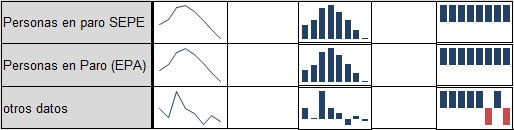 Personas en paro SEPE
Personas en Paro (EPA)
otros datos